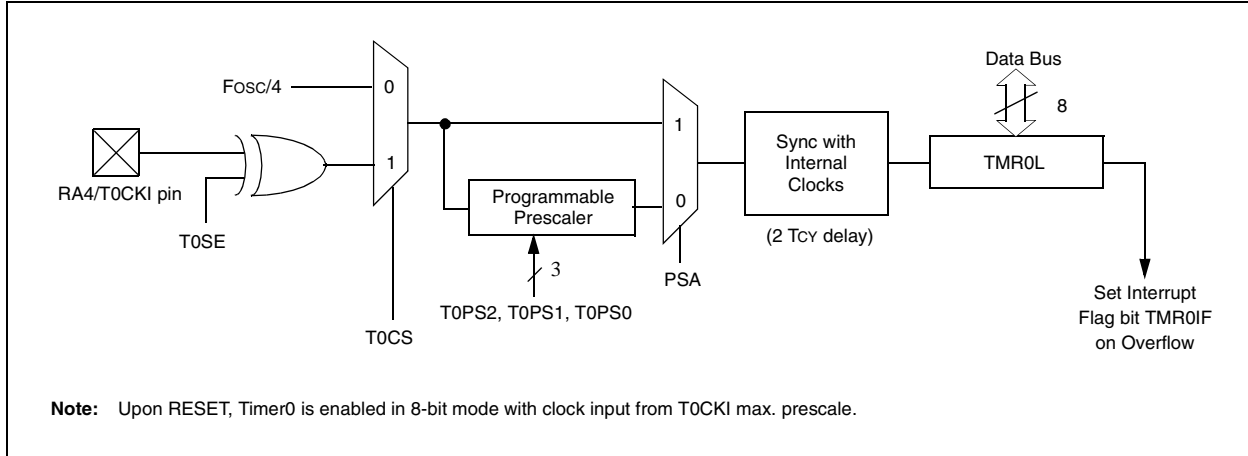 Data Bus
8
FOSC/4
0
1
RA4/T0CKI pin
T0SE
T0CS
Programmable
Prescaler
3
T0PS2, T0PS1, T0PS0
1
0
PSA
Sync with
Internal
Clocks
(2 TCY delay)
TMR0L
Set Interrupt
Flag bit TMR0IF
on Overflow
Note: Upon RESET, Timer0 is enabled in 8-bit mode with clock input from T0CKI max. prescale.